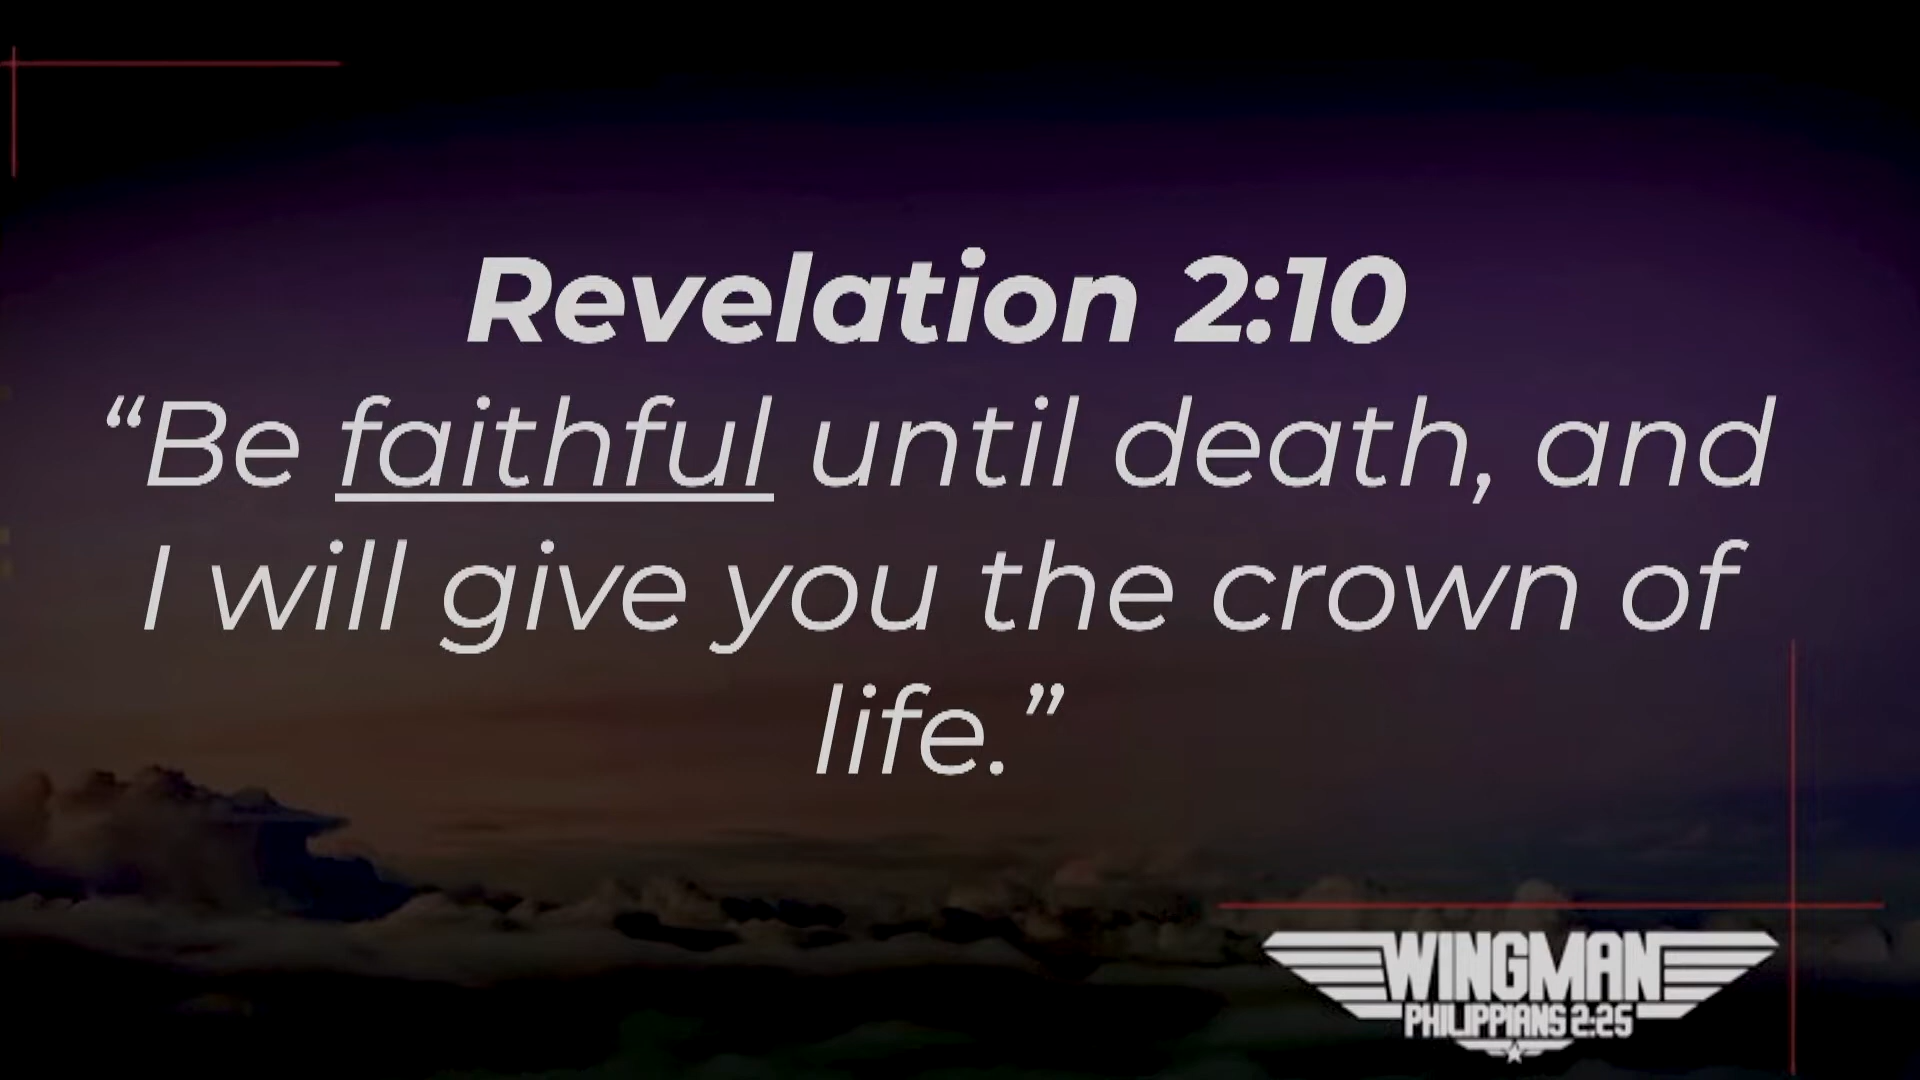 Revelation 2:10
“Be faithful until death, and
I will give you the crown of
life.”
WINGMAN
PHILIPPIANS 2:25